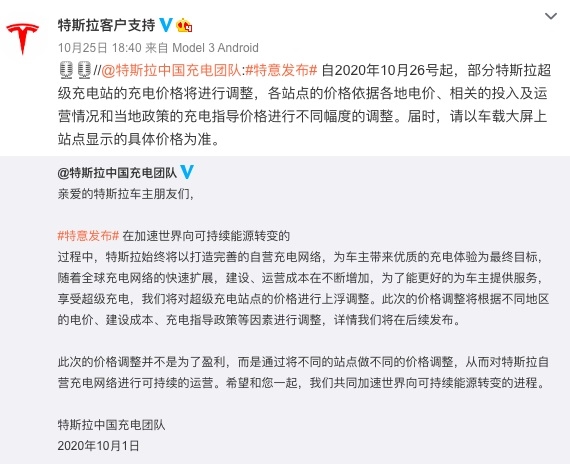 特斯拉客户支持
10月25日 18:40 来自 Model 3 Android
//@特斯拉中国充电团队:#特意发布# 自2020年10月26号起，部分特斯拉超
级充电站的充电价格将进行调整，各站点的价格依据各地电价、相关的投入及运
营情况和当地政策的充电指导价格进行不同幅度的调整。届时，请以车载大屏上
站点显示的具体价格为准。
@特斯拉中国充电团队
亲爱的特斯拉车主朋友们，
#特意发布# 在加速世界向可持续能源转变的
过程中，特斯拉始终将以打造完善的自营充电网络，为车主带来优质的充电体验为最终目标，
随着全球充电网络的快速扩展，建设、运营成本在不断增加，为了能更好的为车主提供服务，
享受超级充电，我们将对超级充电站点的价格进行上浮调整。此次的价格调整将根据不同地区
的电价、建设成本、充电指导政策等因素进行调整，详情我们将在后续发布。
此次的价格调整并不是为了盈利，而是通过将不同的站点做不同的价格调整，从而对特斯拉自
营充电网络进行可持续的运营。希望和您一起，我们共同加速世界向可持续能源转变的进程。
特斯拉中国充电团队
2020年10月1日